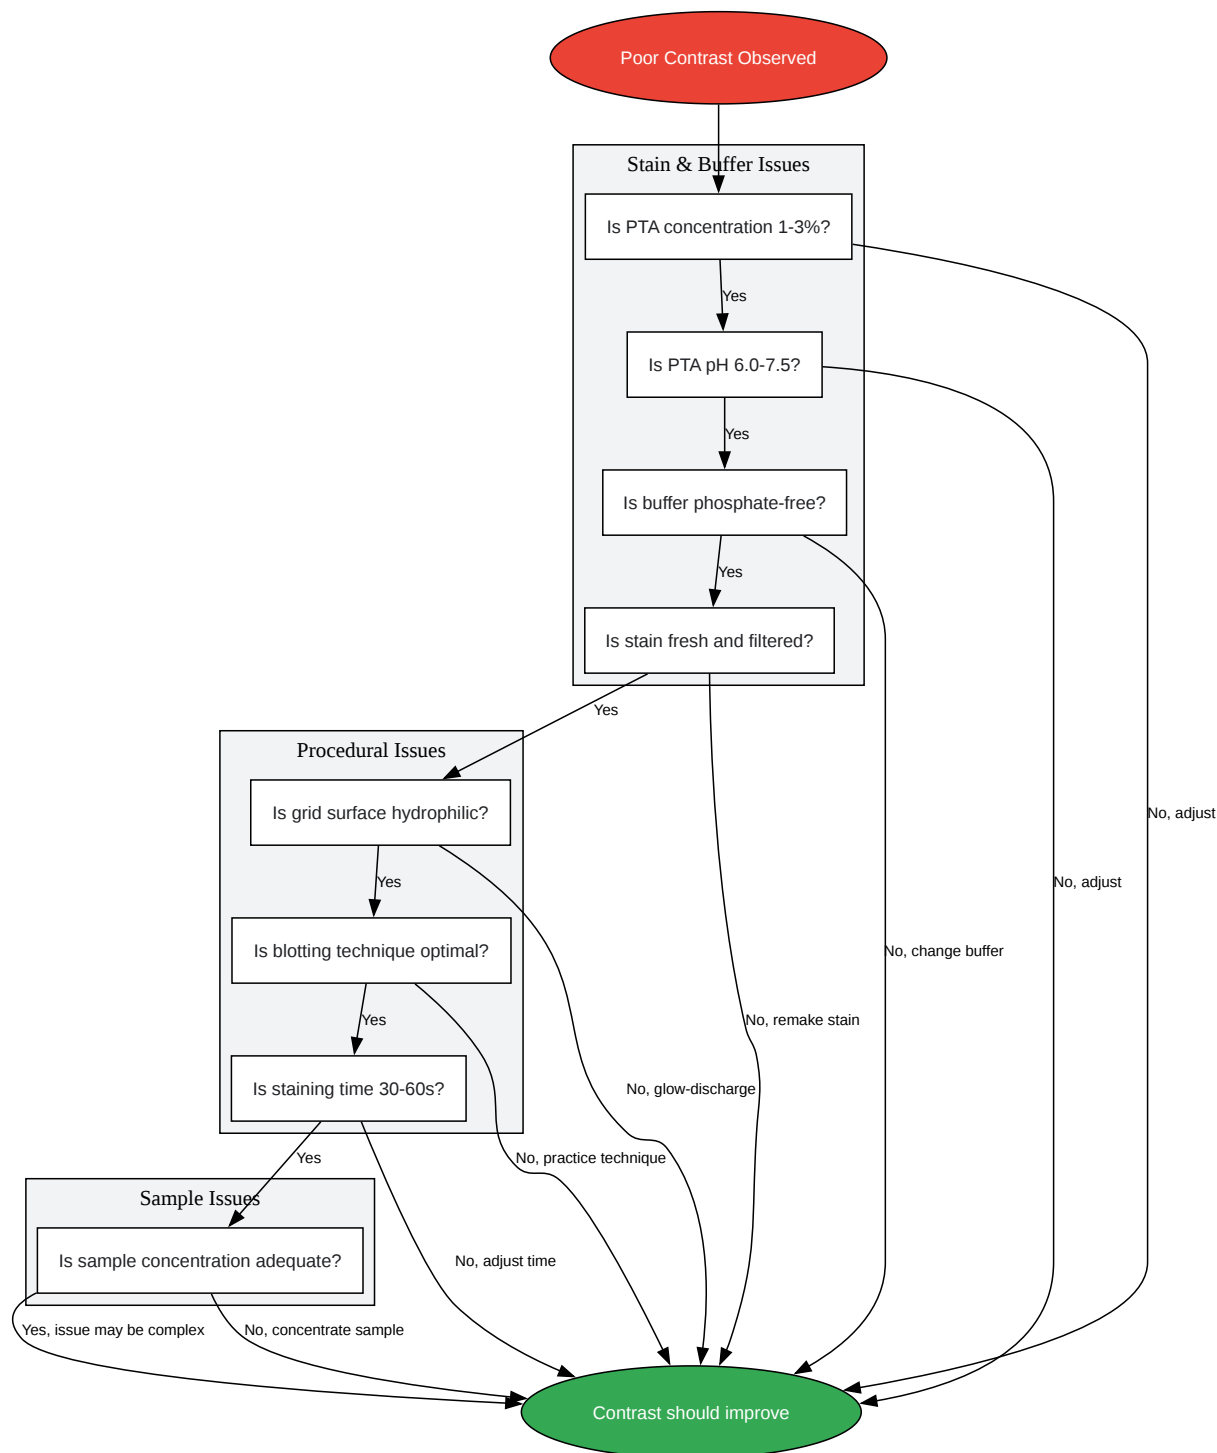 Poor Contrast Observed
Stain & Buffer Issues
Is PTA concentration 1-3%?
Yes
Is PTA pH 6.0-7.5?
Yes
Is buffer phosphate-free?
Yes
Is stain fresh and filtered?
Yes
Procedural Issues
Is grid surface hydrophilic?
No, adjust
Yes
No, adjust
Is blotting technique optimal?
No, change buffer
Yes
No, remake stain
Is staining time 30-60s?
No, glow-discharge
Yes
No, practice technique
Sample Issues
Is sample concentration adequate?
No, adjust time
Yes, issue may be complex
No, concentrate sample
Contrast should improve